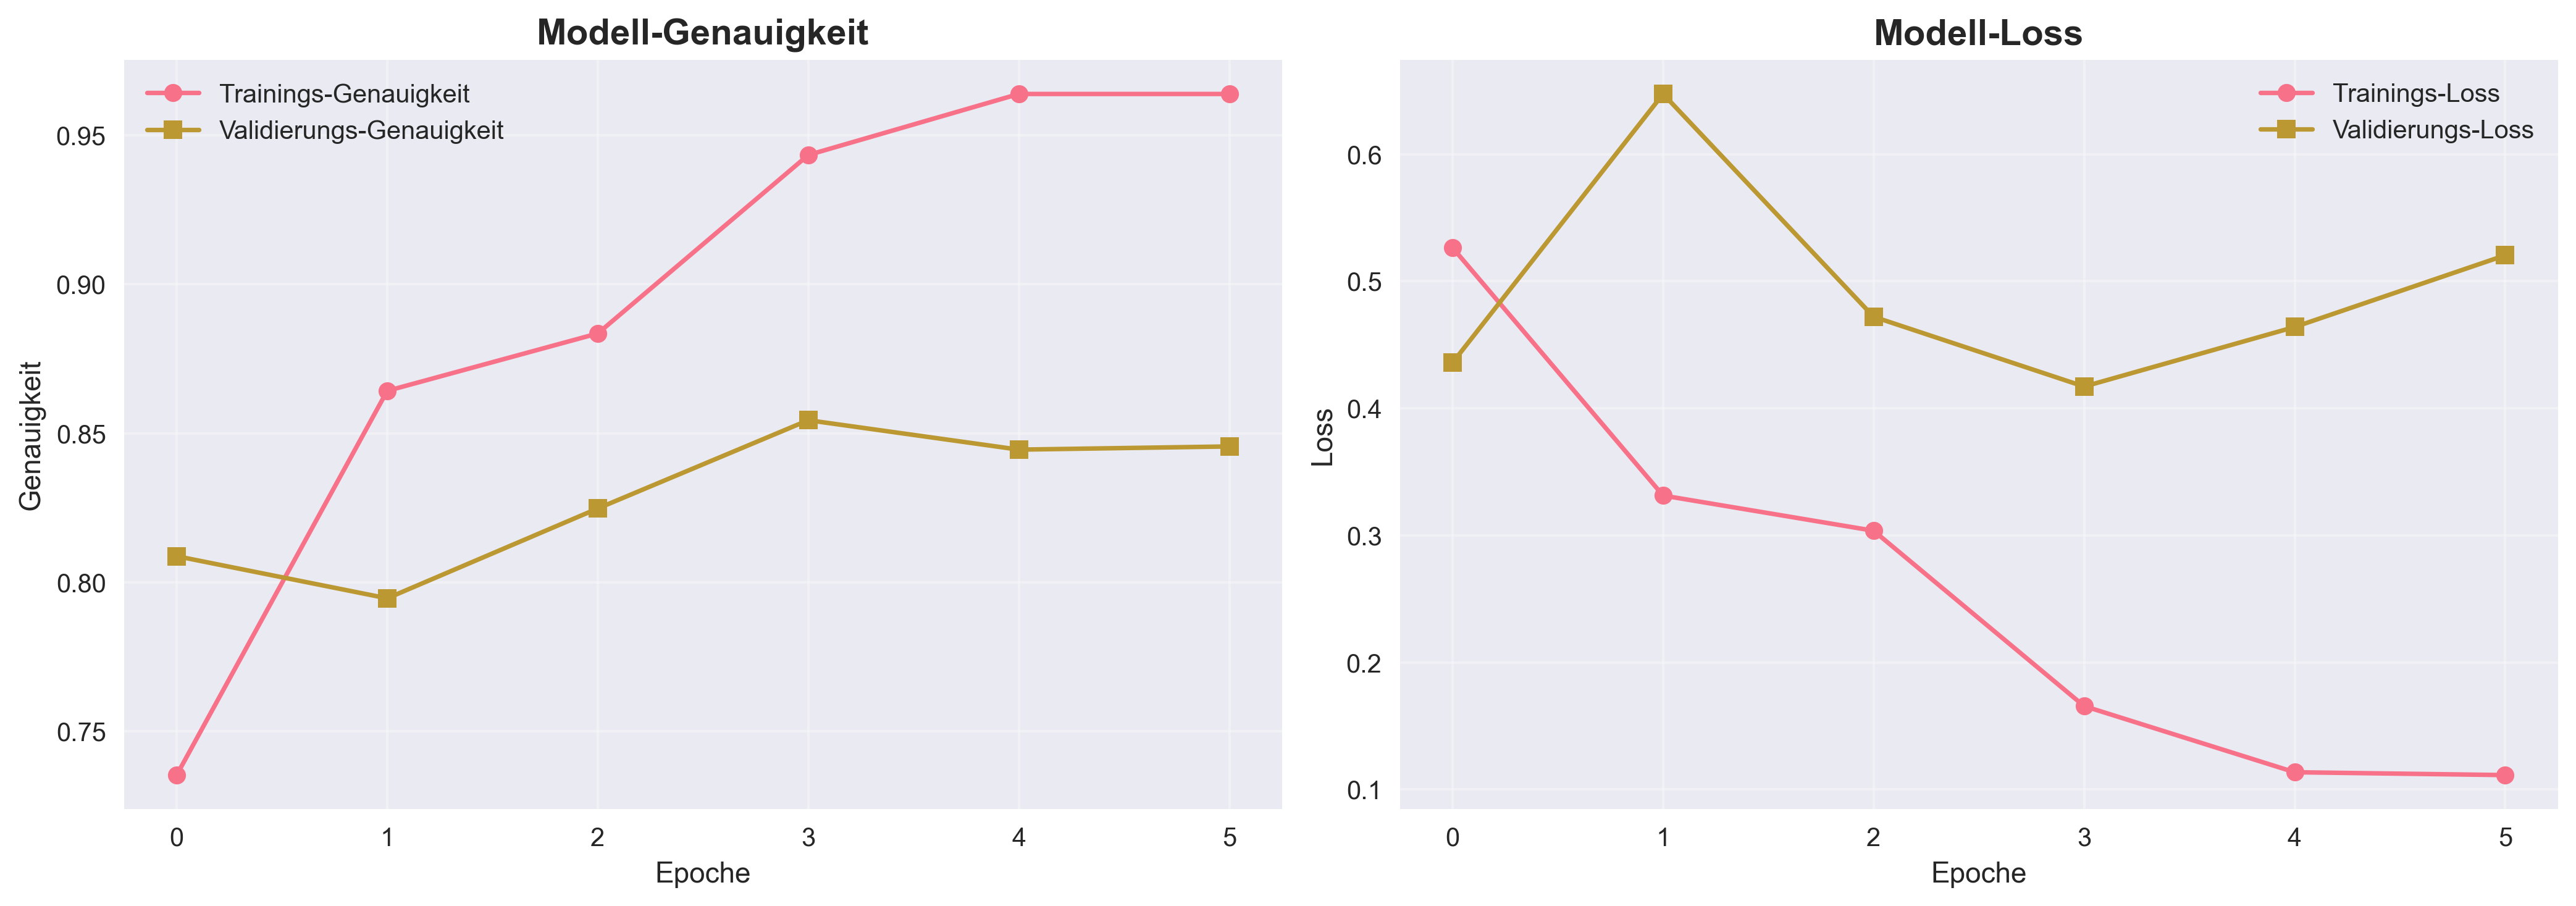 Modell-Genauigkeit
Trainings-Genauigkeit
Validierungs-Genauigkeit
0.95
0.90
0.85
0.80
0.75
Genauigkeit
0 1 2 3 4 5
Epoche
Modell-Loss
Trainings-Loss
Validierungs-Loss
0.6
0.5
0.4
0.3
0.2
0.1
Loss
0 1 2 3 4 5
Epoche